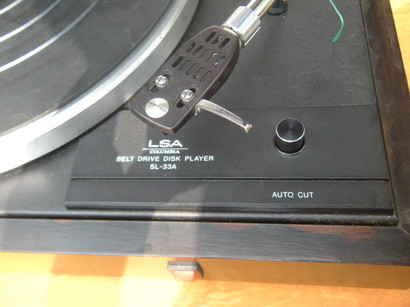 LSA
COLUMBIA
BELT DRIVE DISK PLAYER
SL-33A
AUTO CUT